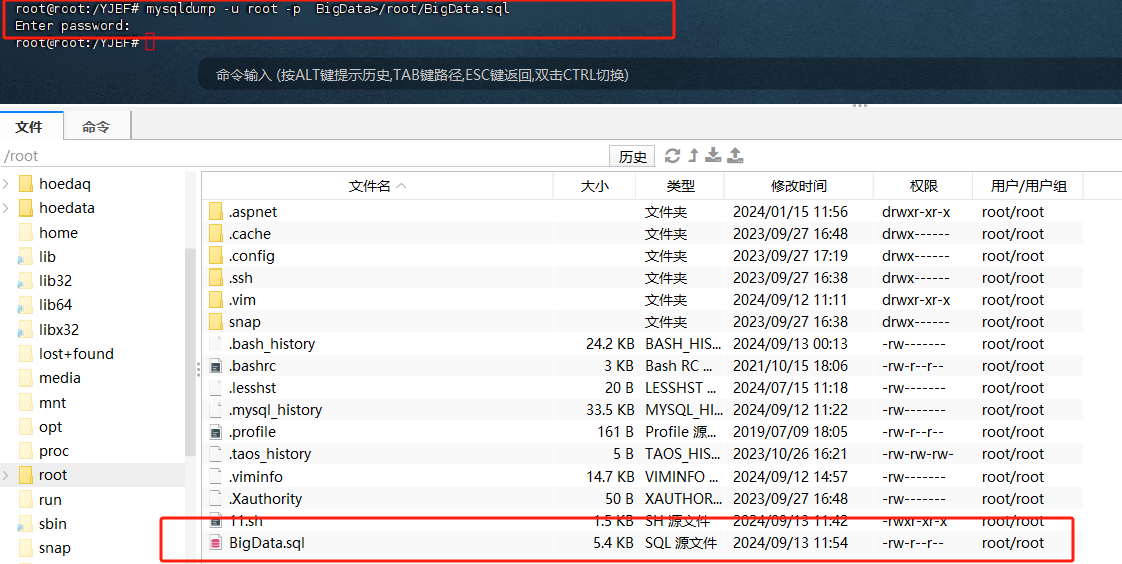 root@root:/YJEF# mysqldump -u root -p  BigData>/root/BigData.sql
Enter password:
root@root:/YJEF#
命令输入 (按ALT键提示历史,TAB键路径,ESC键返回,双击CTRL切换)
文件 命令
/root 历史
文件名 大小 类型 修改时间 权限 用户/用户组
hoedaq
hoedata
home
lib
lib32
lib64
libx32
lost+found
media
mnt
opt
proc
root
run
sbin
snap
.aspnet 文件夹 2024/01/15 11:56 drwxr-xr-x root/root
.cache 文件夹 2023/09/27 16:48 drwx------ root/root
.config 文件夹 2023/09/27 17:19 drwx------ root/root
.ssh 文件夹 2023/09/27 16:38 drwx------ root/root
.vim 文件夹 2024/09/12 11:11 drwxr-xr-x root/root
snap 文件夹 2023/09/27 16:38 drwx------ root/root
.bash_history 24.2 KB BASH_HIS... 2024/09/13 00:13 -rw------- root/root
.bashrc 3 KB Bash RC ... 2021/10/15 18:06 -rw-r--r-- root/root
.lesshst 20 B LESSHST ... 2024/07/15 11:18 -rw------- root/root
.mysql_history 33.5 KB MYSQL_HI... 2024/09/12 11:22 -rw------- root/root
.profile 161 B Profile 源... 2019/07/09 18:05 -rw-r--r-- root/root
.taos_history 5 B TAOS_HIS... 2023/10/26 16:21 -rw-rw-rw- root/root
.viminfo 14.7 KB VIMINFO ... 2024/09/12 14:57 -rw------- root/root
.Xauthority 50 B XAUTHOR... 2023/09/27 16:48 -rw------- root/root
11.sh 1.5 KB SH 源文件 2024/09/13 11:42 -rwxr-xr-x root/root
BigData.sql 5.4 KB SQL 源文件 2024/09/13 11:54 -rw-r--r-- root/root